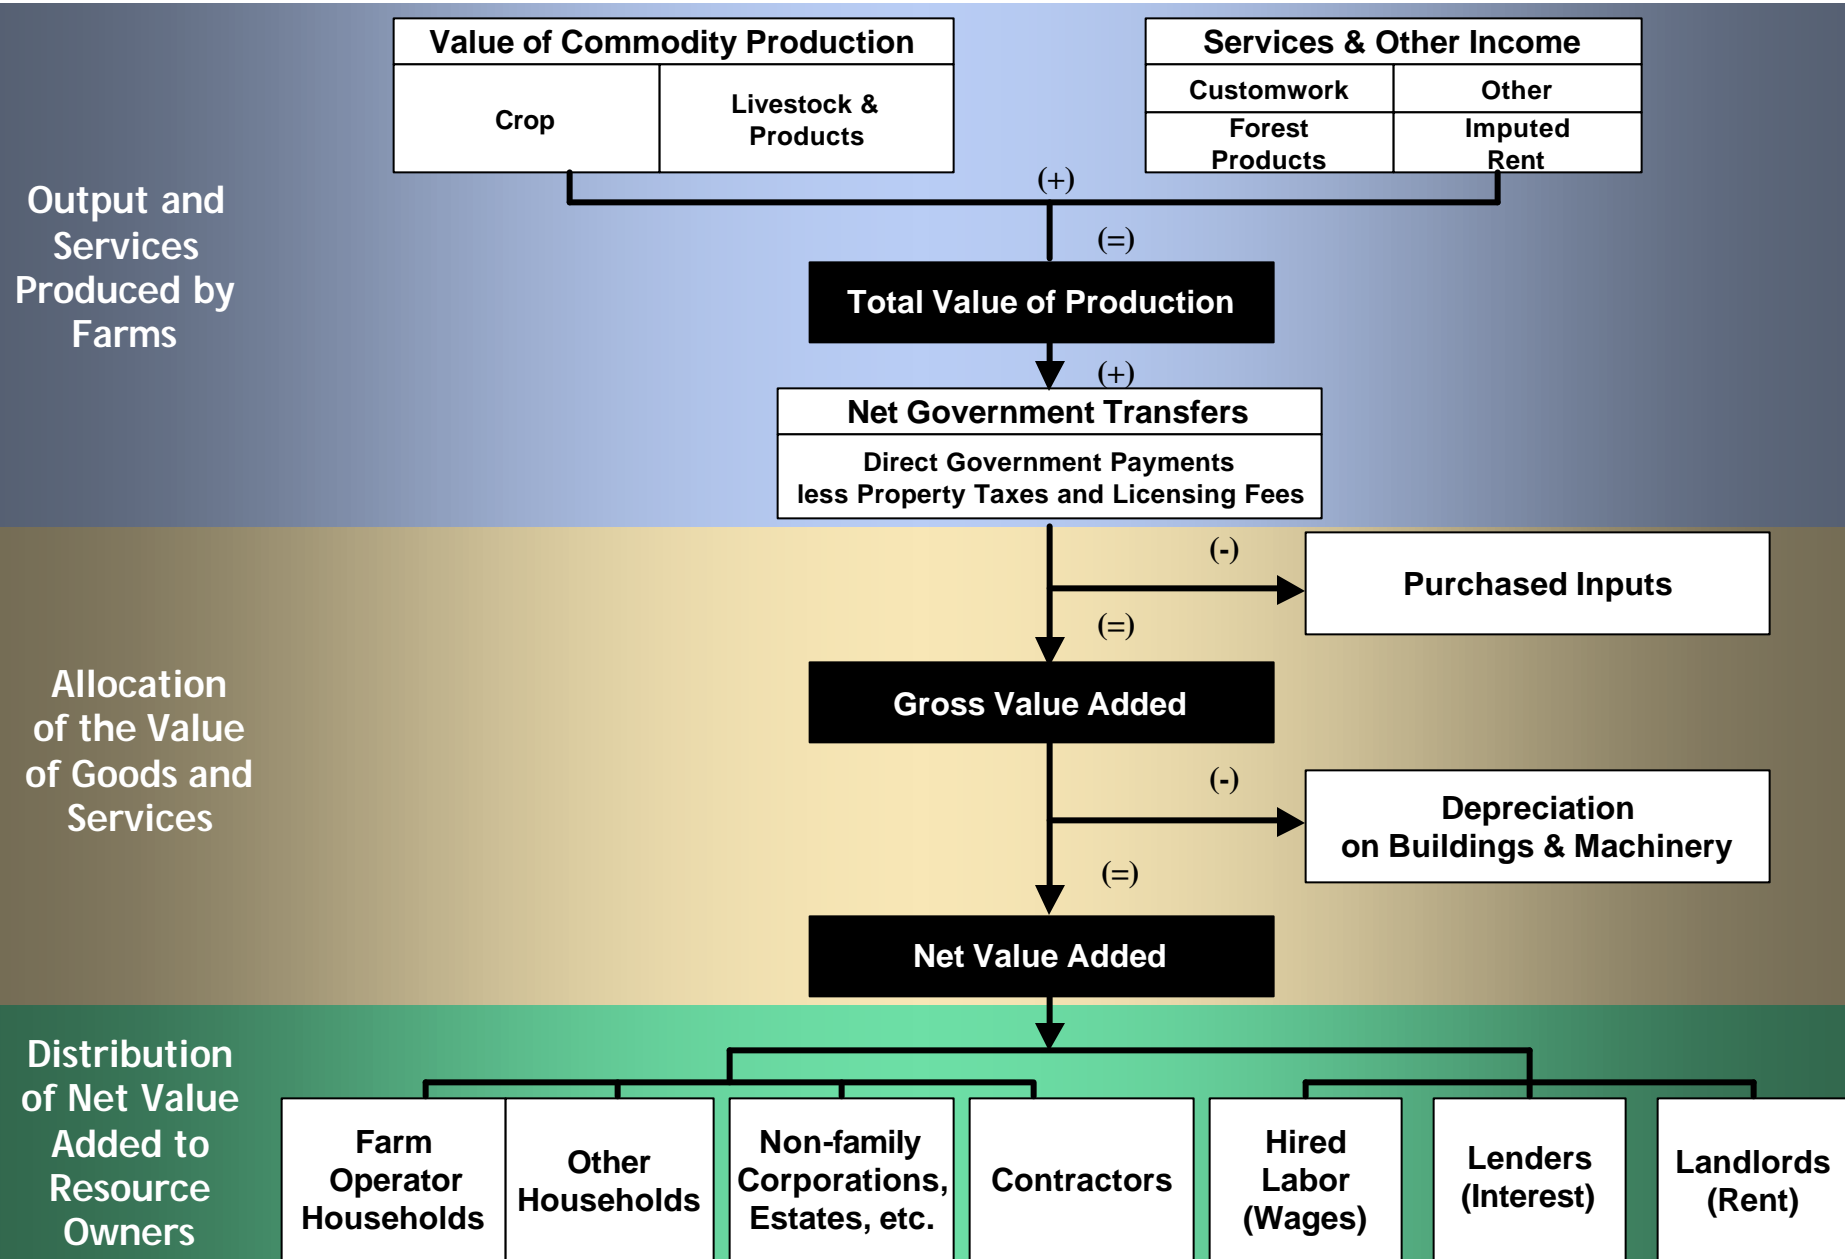 Value of Commodity Production
Crop
Livestock &
Products
Services & Other Income
Customwork
Other
Forest
Products
Imputed
Rent
(+)
(=)
Output and
Services
Produced by
Farms
Total Value of Production
(+)
Net Government Transfers
Direct Government Payments
less Property Taxes and Licensing Fees
(-)
Purchased Inputs
(=)
Allocation
of the Value
of Goods and
Services
Gross Value Added
(-)
Depreciation
on Buildings & Machinery
(=)
Net Value Added
Distribution
of Net Value
Added to
Resource
Owners
Farm
Operator
Households
Other
Households
Non-family
Corporations,
Estates, etc.
Contractors
Hired
Labor
(Wages)
Lenders
(Interest)
Landlords
(Rent)